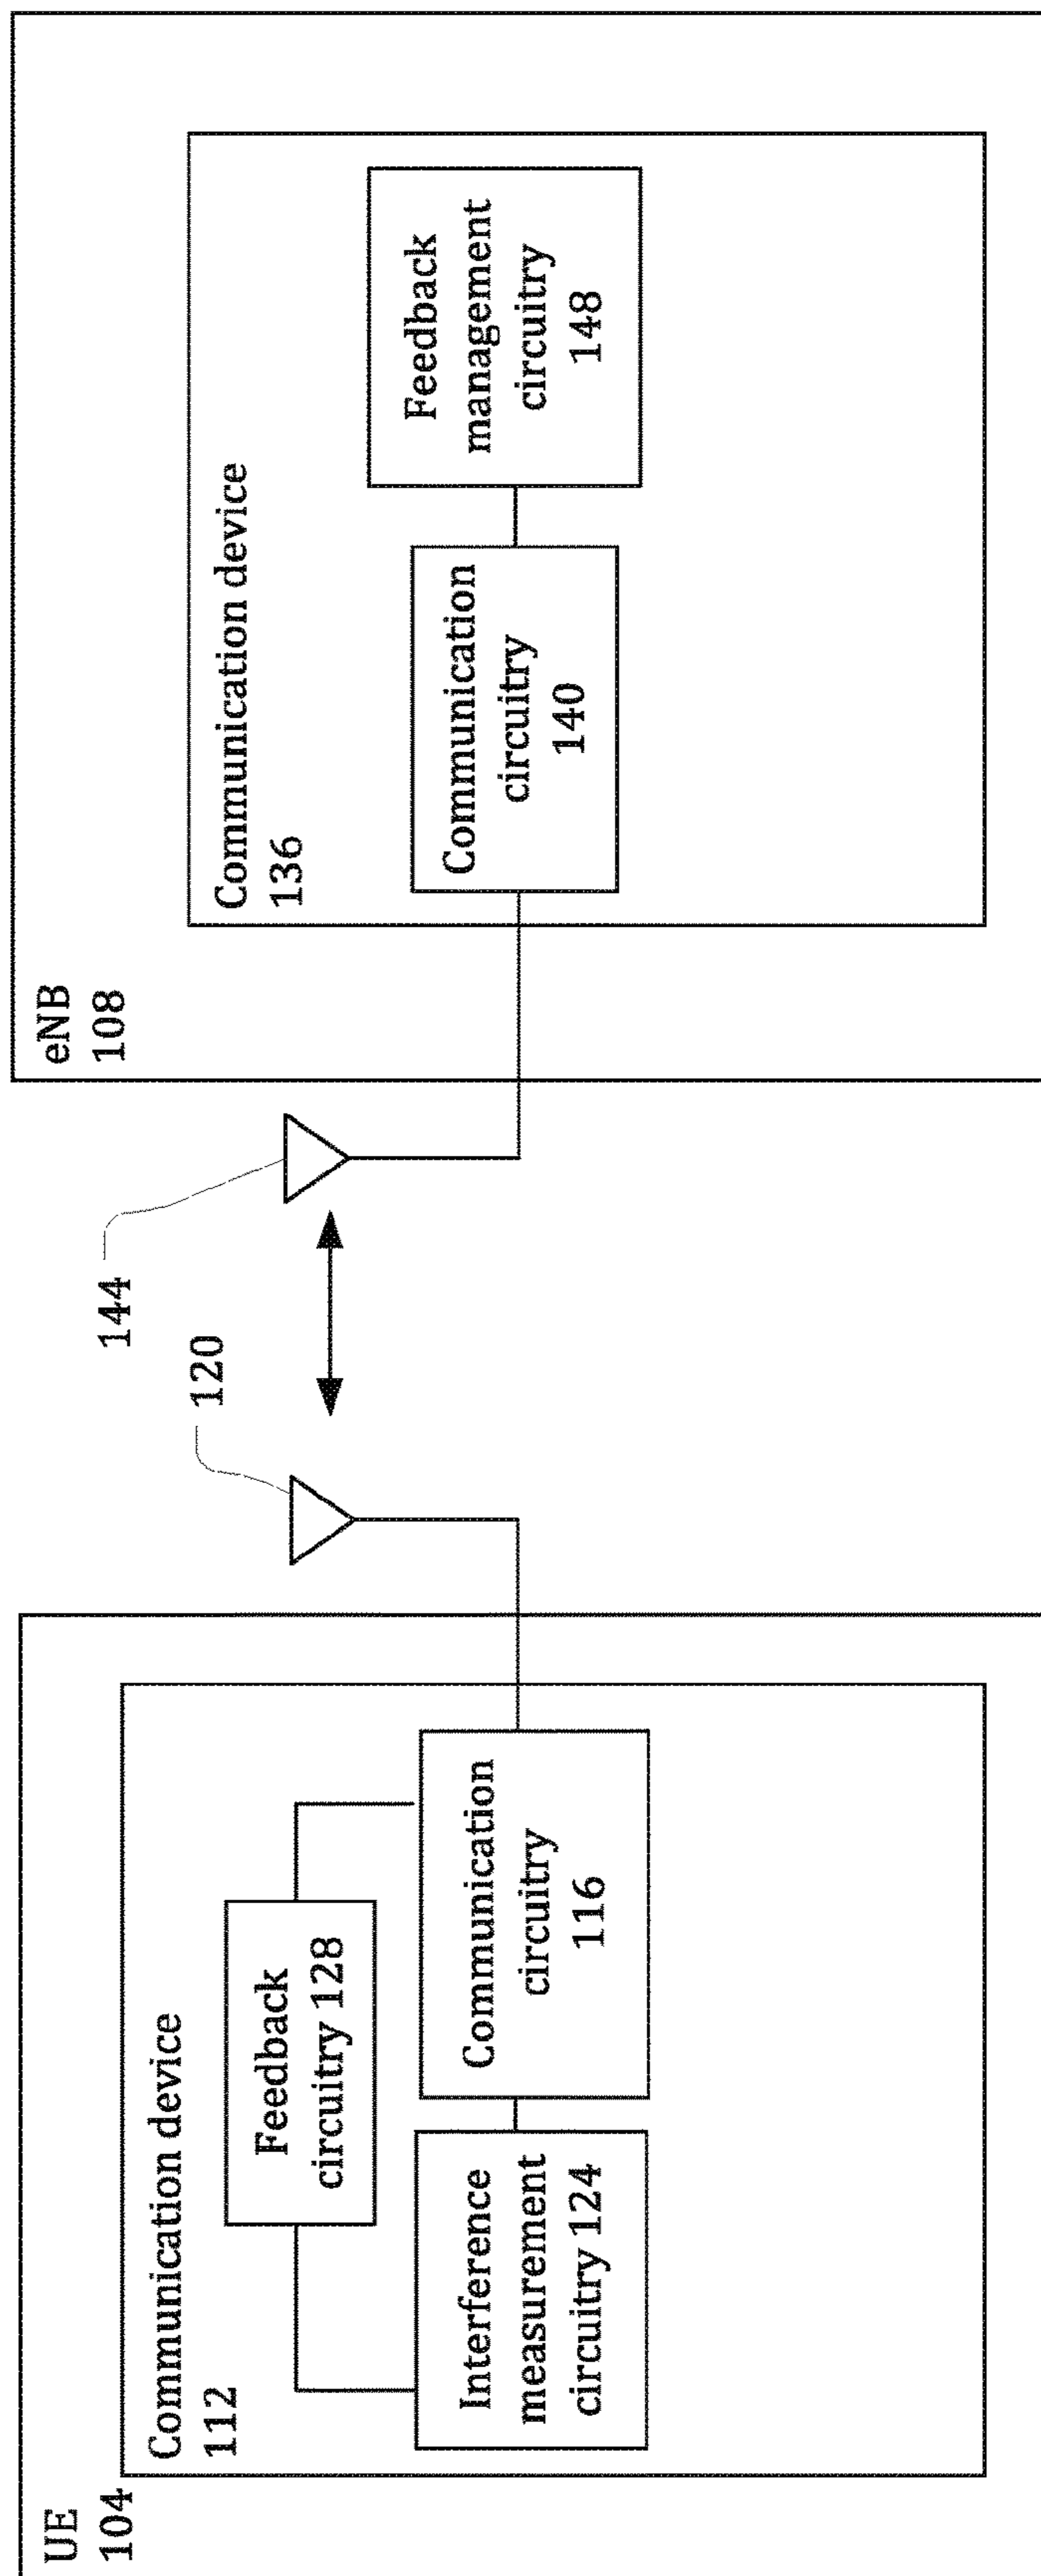 UE
104
Communication device
112
Feedback
circuitry 128
Interference
measurement
circuitry 124
Communication
circuitry
116
120
144
eNB
108
Communication device
136
Communication
circuitry
140
Feedback
management
circuitry
148